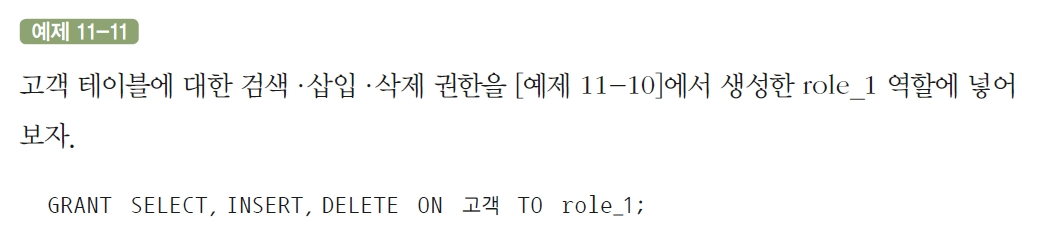 예제 11-11
고객 테이블에 대한 검색·삽입·삭제 권한을 [예제 11-10]에서 생성한 role_1 역할에 넣어
보자.
GRANT SELECT, INSERT, DELETE ON 고객 TO role_1;